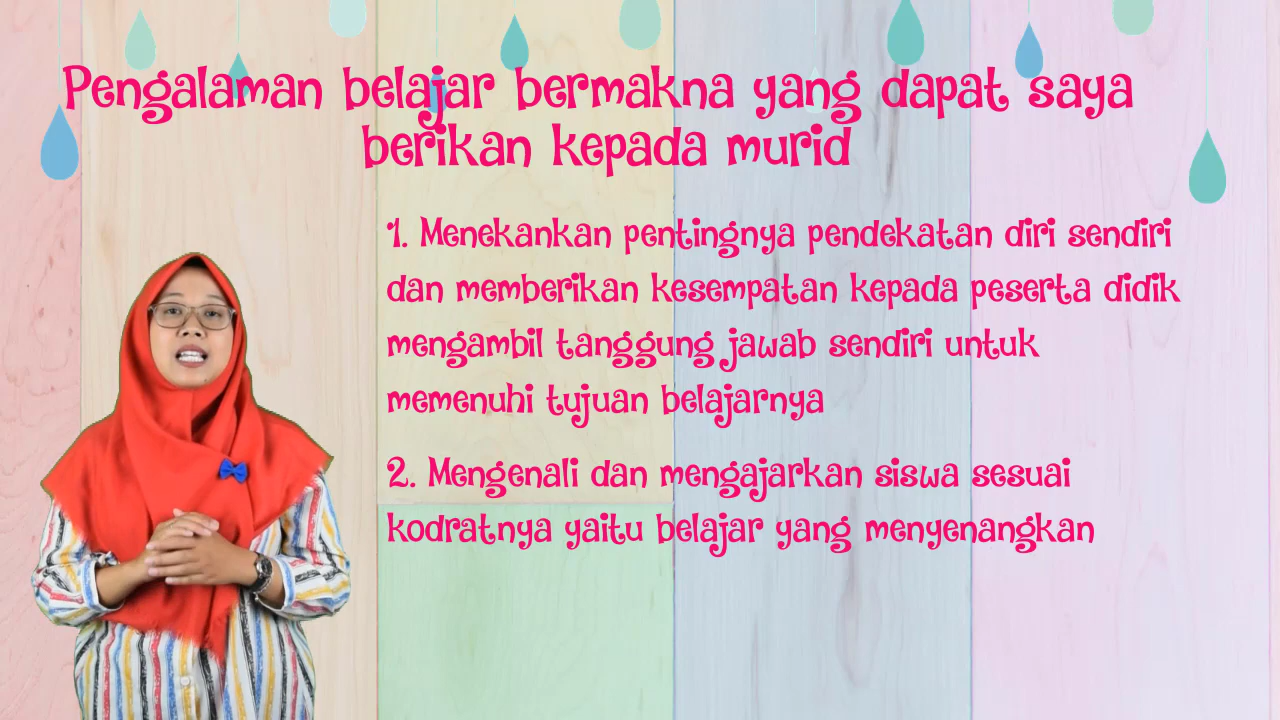 Pengalaman belajar bermakna yang dapat saya
berikan kepada murid
1. Menekankan pentingnya pendekatan diri sendiri
dan memberikan kesempatan kepada peserta didik
mengambil tanggung jawab sendiri untuk
memenuhi tujuan belajarnya
2. Mengenali dan mengajarkan siswa sesuai
kodratnya yaitu belajar yang menyenangkan